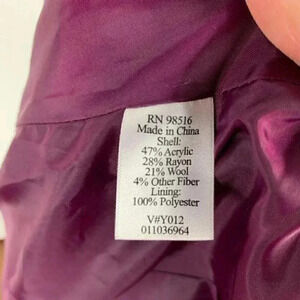 RN 98516
Made in China
Shell:
47% Acrylic
28% Rayon
21% Wool
4% Other Fiber
Lining:
100% Polyester
V#Y012
011036964